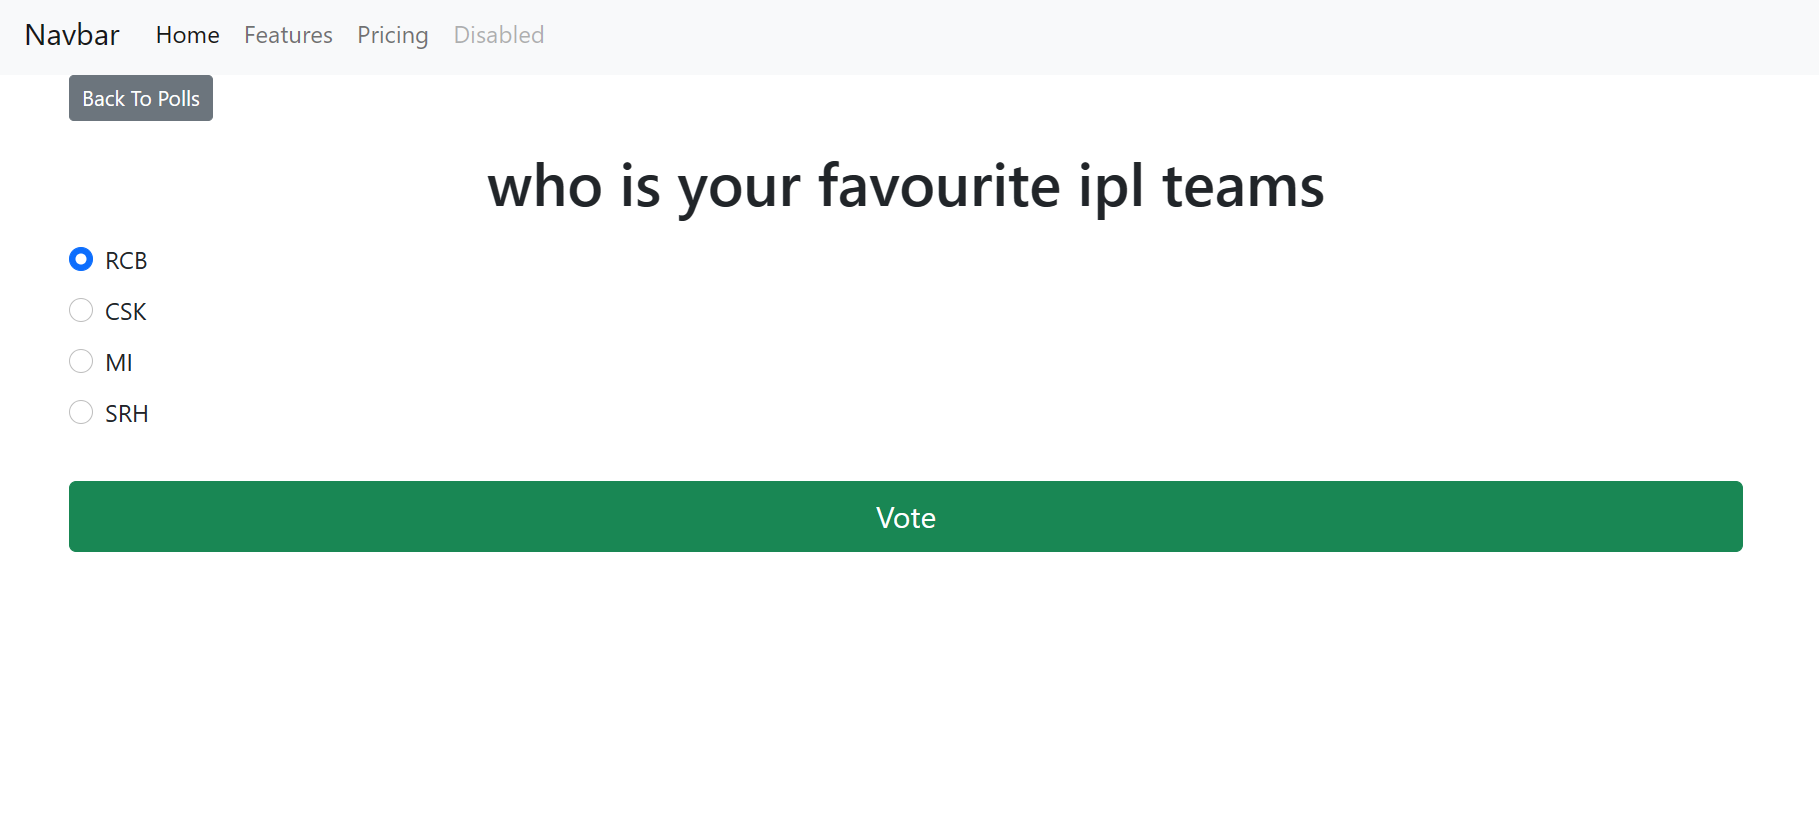 Navbar Home Features Pricing Disabled
Back To Polls
who is your favourite ipl teams
RCB
CSK
MI
SRH
Vote